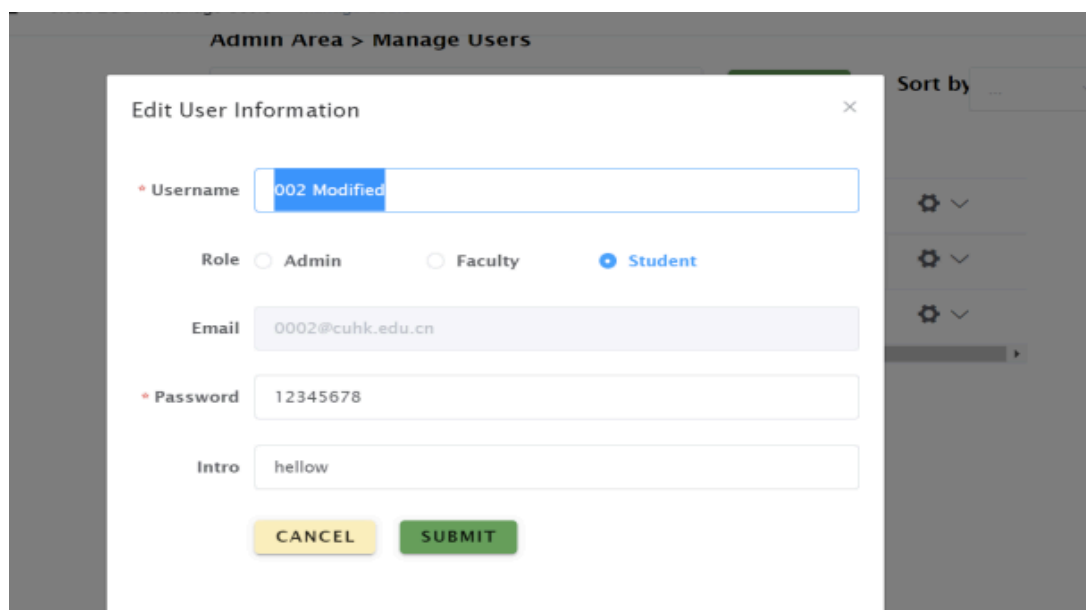 Admin Area > Manage Users
Sort by ...
Edit User Information
* Username 002 Modified
Role Admin Faculty Student
Email 0002@cuhk.edu.cn
* Password 12345678
Intro hellow
CANCEL SUBMIT